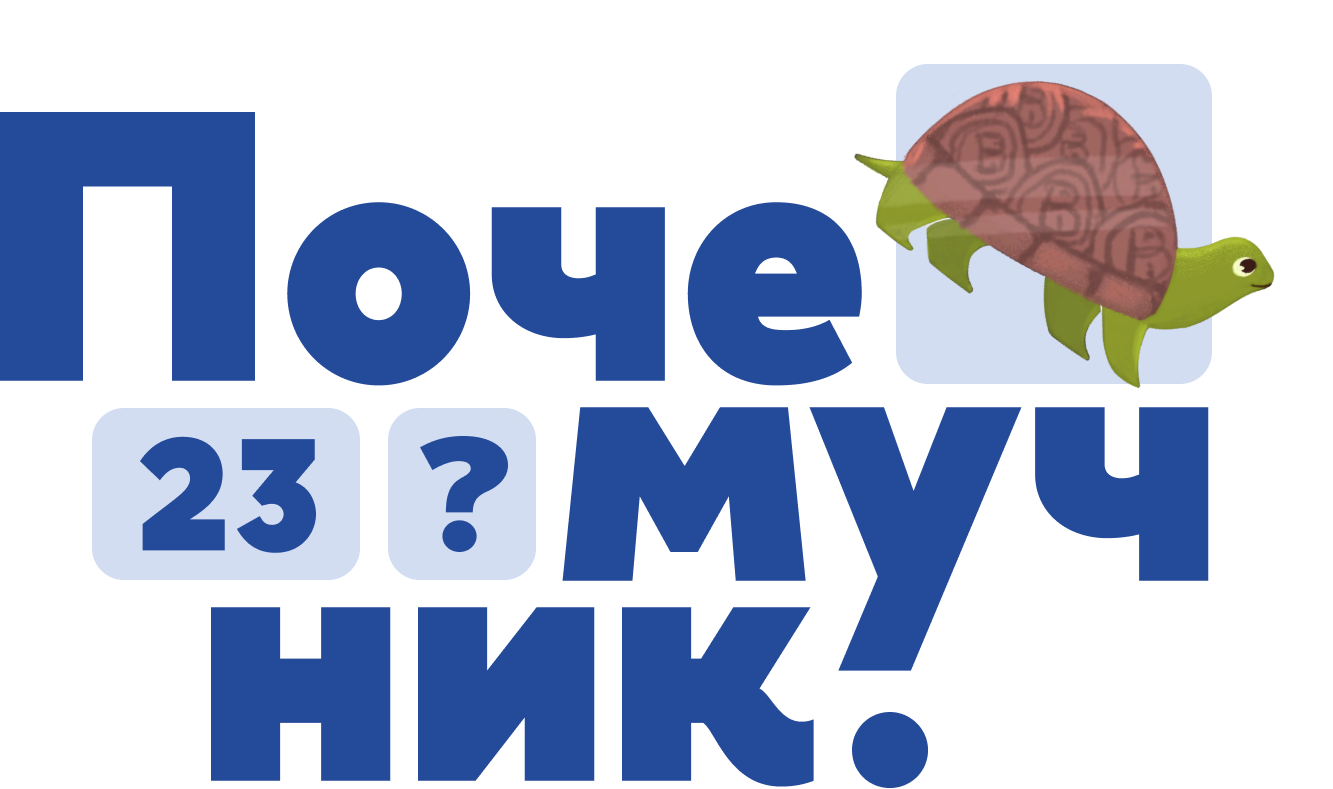 Поче
23 ? муч
ник.